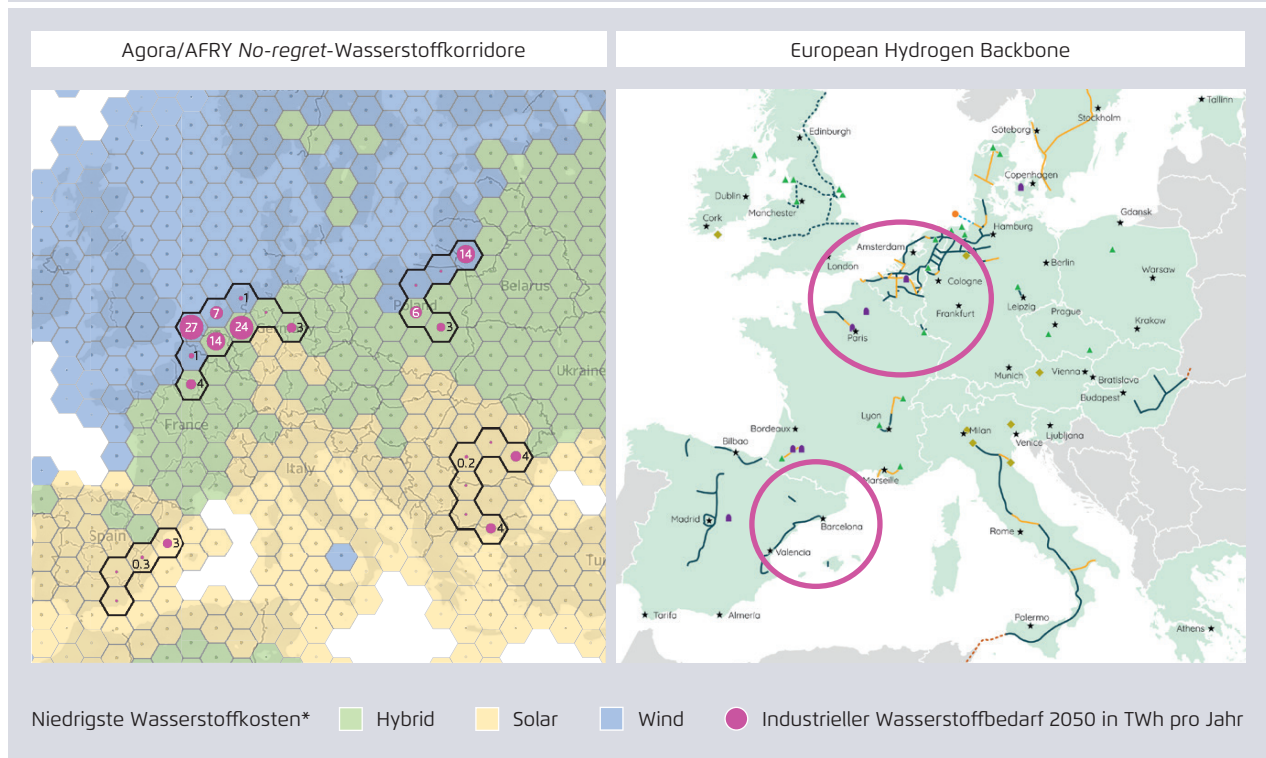 Agora/AFRY No-regret-Wasserstoffkorridore
European Hydrogen Backbone
14
Belarus
1
7
Poland
6
27
24
3
3
14
1
4
Ukraine
France
Italy
0.2
4
Spain
3
4
0.3
Tallinn
Stockholm
Göteborg
Edinburgh
Copenhagen
Dublin
Manchester
Cork
Gdansk
Hamburg
Amsterdam
London
Berlin
Warsaw
Cologne
Leipzig
Frankfurt
Prague
Krakow
Paris
Munich
Vienna
Bratislava
Budapest
Lyon
Bordeaux
Milan
Venice
Ljubljana
Bilbao
Marseille
Madrid
Barcelona
Rome
Valencia
Tarifa
Almería
Palermo
Athens
Niedrigste Wasserstoffkosten*
Hybrid
Solar
Wind
Industrieller Wasserstoffbedarf 2050 in TWh pro Jahr